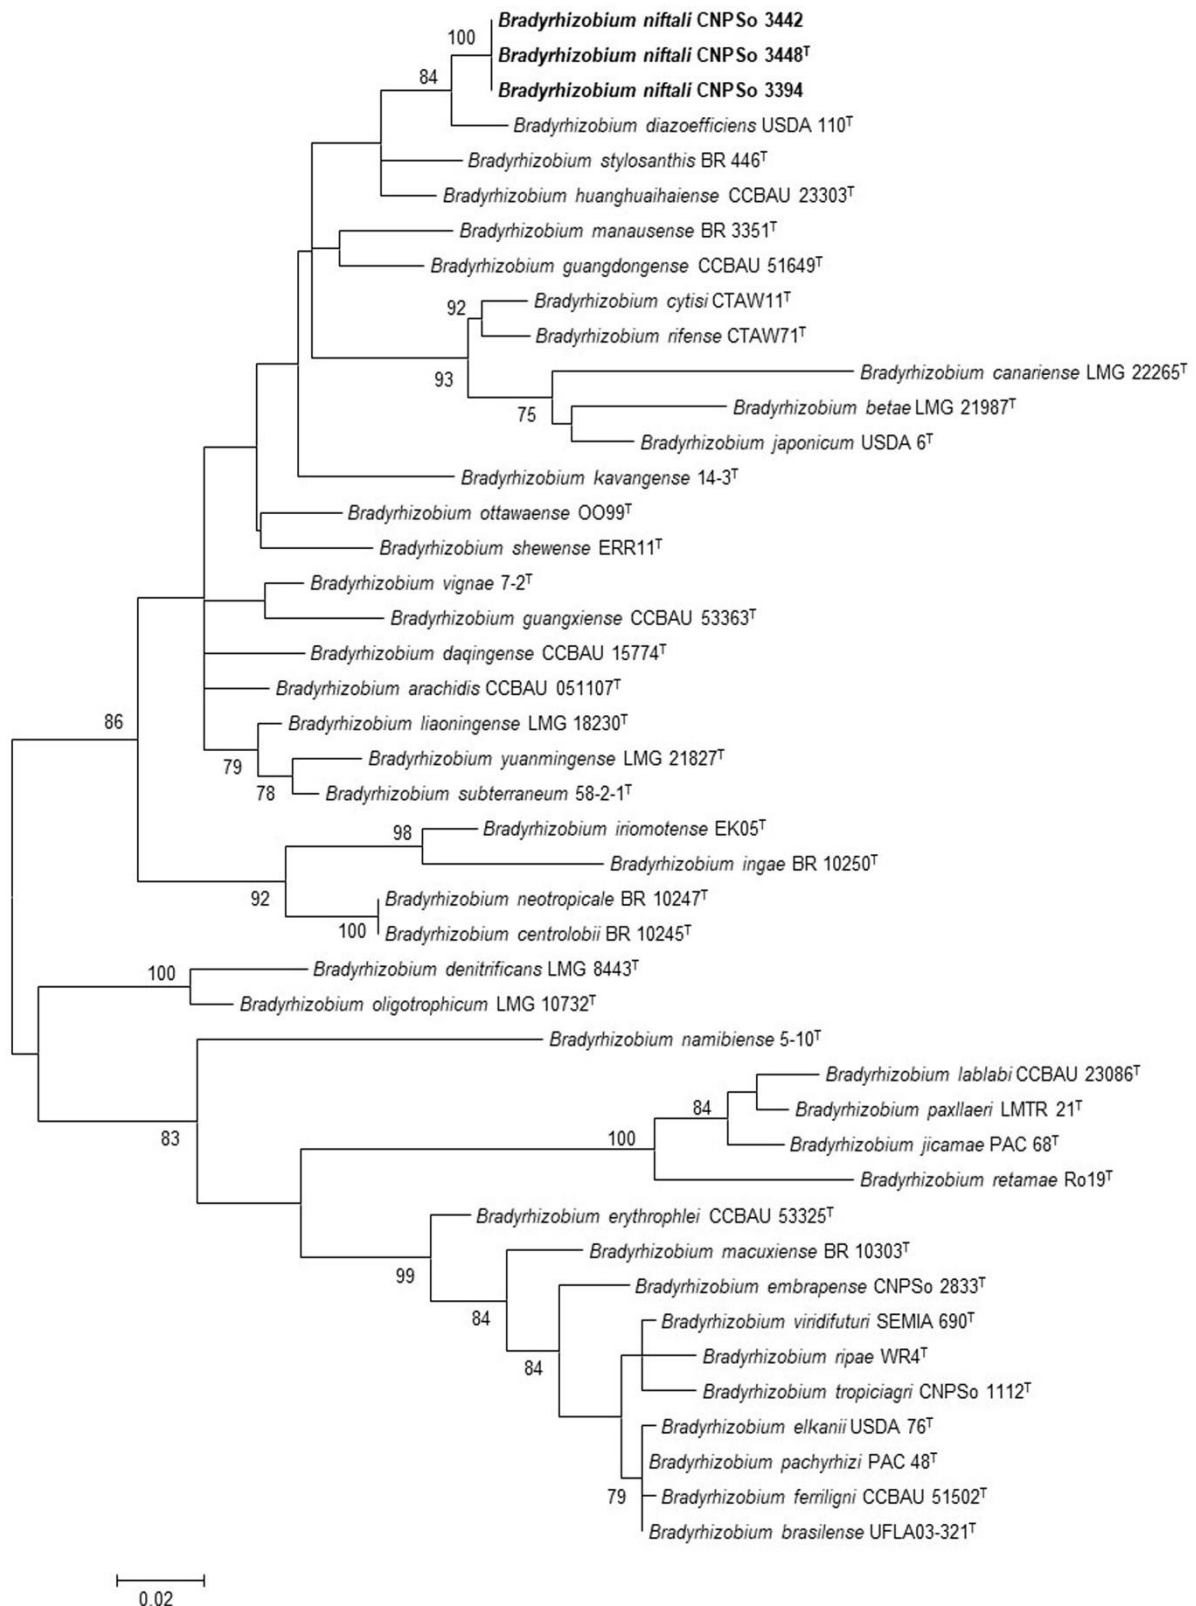 Bradyrhizobium niftali CNPSo 3442
100
Bradyrhizobium niftali CNPSo 3448T
84
Bradyrhizobium niftali CNPSo 3394
Bradyrhizobium diazoefficiens USDA 110T
Bradyrhizobium stylosanthis BR 446T
Bradyrhizobium huanghuaihaiense CCBAU 23303T
Bradyrhizobium manausense BR 3351T
Bradyrhizobium guangdongense CCBAU 51649T
92
Bradyrhizobium cytisi CTAW11T
Bradyrhizobium rifense CTAW71T
93
Bradyrhizobium canariense LMG 22265T
75
Bradyrhizobium betae LMG 21987T
Bradyrhizobium japonicum USDA 6T
Bradyrhizobium kavangense 14-3T
Bradyrhizobium ottawaense OO99T
Bradyrhizobium shewense ERR11T
Bradyrhizobium vignae 7-2T
Bradyrhizobium guangxiense CCBAU 53363T
Bradyrhizobium daqingense CCBAU 15774T
Bradyrhizobium arachidis CCBAU 051107T
86
Bradyrhizobium liaoningense LMG 18230T
79
Bradyrhizobium yuanmingense LMG 21827T
78
Bradyrhizobium subterraneum 58-2-1T
98
Bradyrhizobium iriomotense EK05T
Bradyrhizobium ingae BR 10250T
92
Bradyrhizobium neotropicale BR 10247T
100
Bradyrhizobium centrolobii BR 10245T
100
Bradyrhizobium denitrificans LMG 8443T
Bradyrhizobium oligotrophicum LMG 10732T
Bradyrhizobium namibiense 5-10T
Bradyrhizobium lablabi CCBAU 23086T
84
Bradyrhizobium paxllaeri LMTR 21T
83
100
Bradyrhizobium jicamae PAC 68T
Bradyrhizobium retamae Ro19T
Bradyrhizobium erythrophlei CCBAU 53325T
Bradyrhizobium macuxiense BR 10303T
99
Bradyrhizobium embrapense CNPSo 2833T
84
Bradyrhizobium viridifuturi SEMIA 690T
Bradyrhizobium ripae WR4T
84
Bradyrhizobium tropiciagri CNPSo 1112T
Bradyrhizobium elkanii USDA 76T
Bradyrhizobium pachyrhizi PAC 48T
79
Bradyrhizobium ferriligni CCBAU 51502T
Bradyrhizobium brasilense UFLA03-321T
0.02